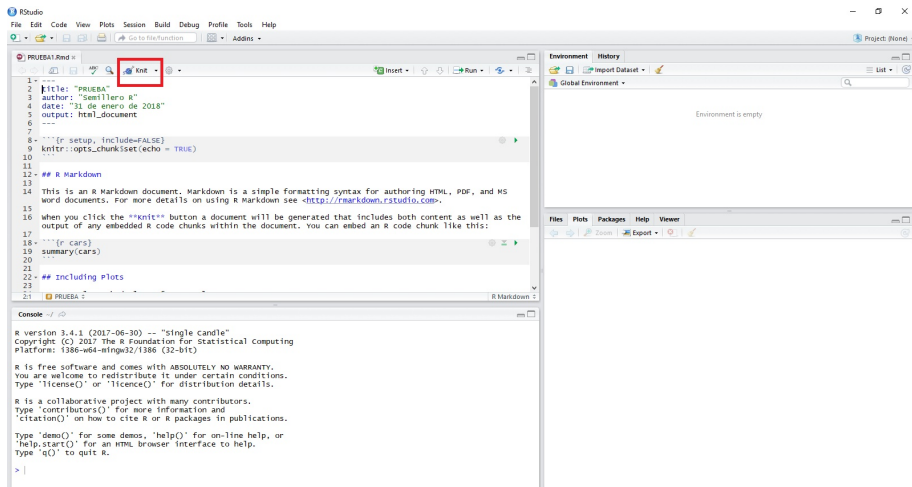 RStudio
File Edit Code View Plots Session Build Debug Profile Tools Help
Go to file/function Addins Project: (None)
PRUEBA1.Rmd
ABC Knit Insert Run
1 ---
2 title: "PRUEBA"
3 author: "Semillero R"
4 date: "31 de enero de 2018"
5 output: html_document
6 ---
7
8 ```{r setup, include=FALSE}
9 knitr::opts_chunk$set(echo = TRUE)
10 ```
11
12 ## R Markdown
13
14 This is an R Markdown document. Markdown is a simple formatting syntax for authoring HTML, PDF, and MS
Word documents. For more details on using R Markdown see <http://rmarkdown.rstudio.com>.
15
16 When you click the **Knit** button a document will be generated that includes both content as well as the
output of any embedded R code chunks within the document. You can embed an R code chunk like this:
17
18 ```{r cars}
19 summary(cars)
20 ```
21
22 ## Including Plots
23
2:1 PRUEBA R Markdown
Console ~/
R version 3.4.1 (2017-06-30) -- "Single Candle"
Copyright (C) 2017 The R Foundation for Statistical Computing
Platform: i386-w64-mingw32/i386 (32-bit)
R is free software and comes with ABSOLUTELY NO WARRANTY.
You are welcome to redistribute it under certain conditions.
Type 'license()' or 'licence()' for distribution details.
R is a collaborative project with many contributors.
Type 'contributors()' for more information and
'citation()' on how to cite R or R packages in publications.
Type 'demo()' for some demos, 'help()' for on-line help, or
'help.start()' for an HTML browser interface to help.
Type 'q()' to quit R.
>
Environment History
Import Dataset List
Global Environment
Environment is empty
Files Plots Packages Help Viewer
Zoom Export